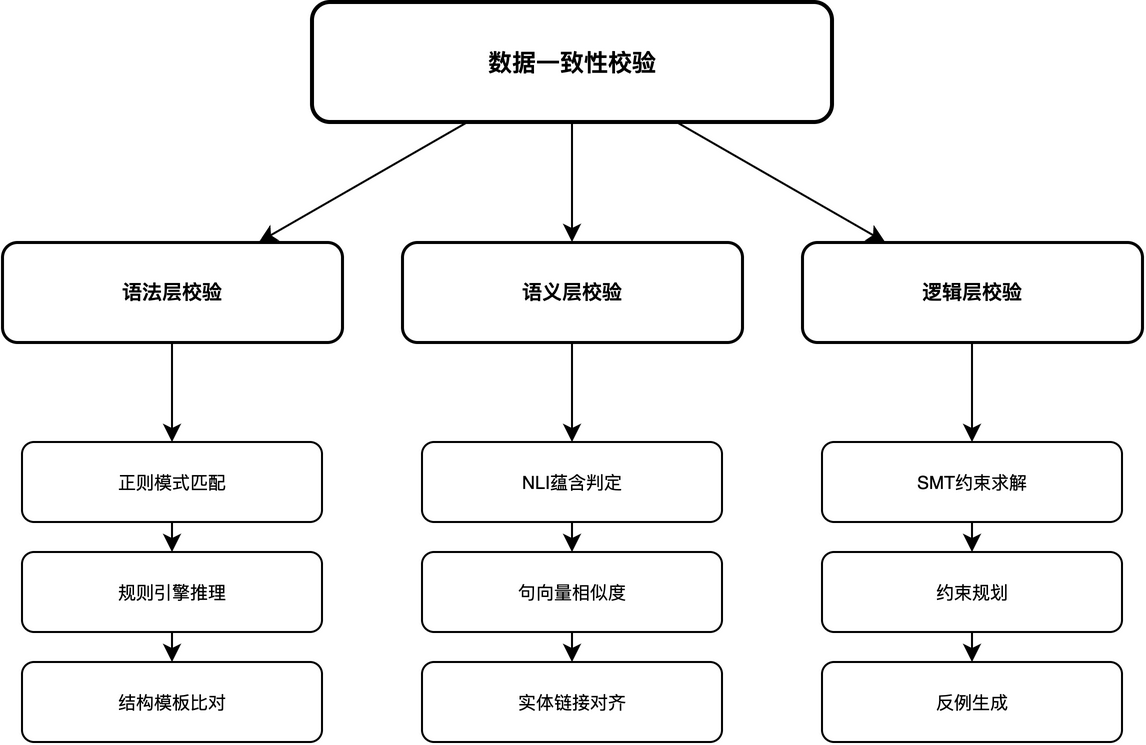 数据一致性校验
语法层校验
语义层校验
逻辑层校验
正则模式匹配
NLI蕴含判定
SMT约束求解
规则引擎推理
句向量相似度
约束规划
结构模板比对
实体链接对齐
反例生成